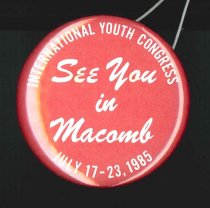 INTERNATIONAL YOUTH CONGRESS
See You
in
Macomb
JULY 17-23, 1985